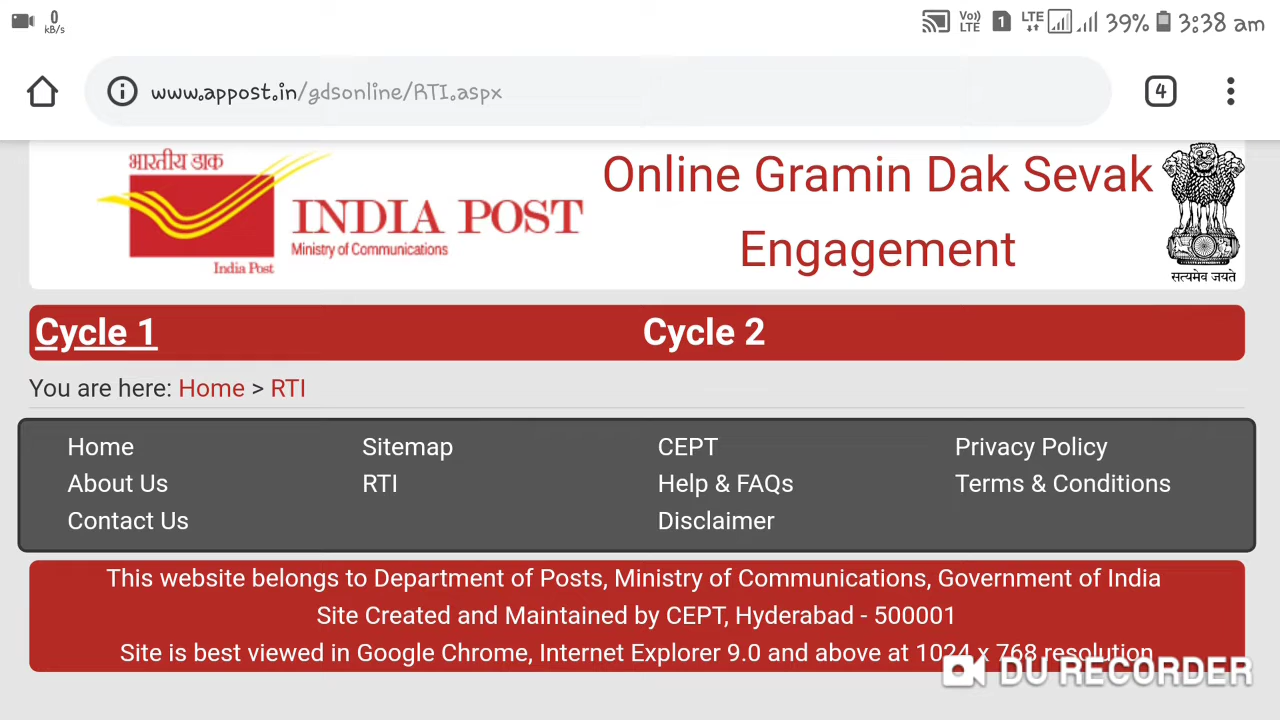 0
kB/s
Vo))
LTE
1
LTE
39%
3:38 am
www.appost.in/gdsonline/RTI.aspx
4
भारतीय डाक
INDIA POST
Ministry of Communications
India Post
Online Gramin Dak Sevak
Engagement
सत्यमेव जयते
Cycle 1
Cycle 2
You are here: Home > RTI
Home
Sitemap
CEPT
Privacy Policy
About Us
RTI
Help & FAQs
Terms & Conditions
Contact Us
Disclaimer
This website belongs to Department of Posts, Ministry of Communications, Government of India
Site Created and Maintained by CEPT, Hyderabad - 500001
Site is best viewed in Google Chrome, Internet Explorer 9.0 and above at 1024 x 768 resolution
DU RECORDER